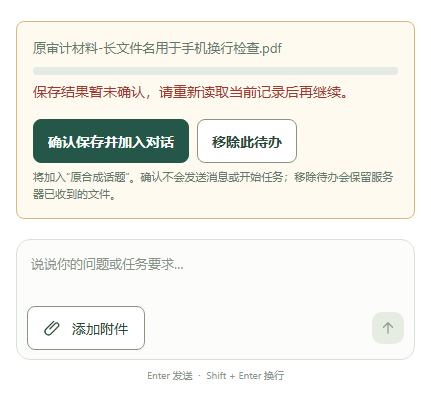 原审计材料-长文件名用于手机换行检查.pdf
保存结果暂未确认，请重新读取当前记录后再继续。
确认保存并加入对话
移除此待办
将加入“原合成话题”。确认不会发送消息或开始任务；移除待办会保留服务
器已收到的文件。
说说你的问题或任务要求...
添加附件
Enter 发送 · Shift + Enter 换行